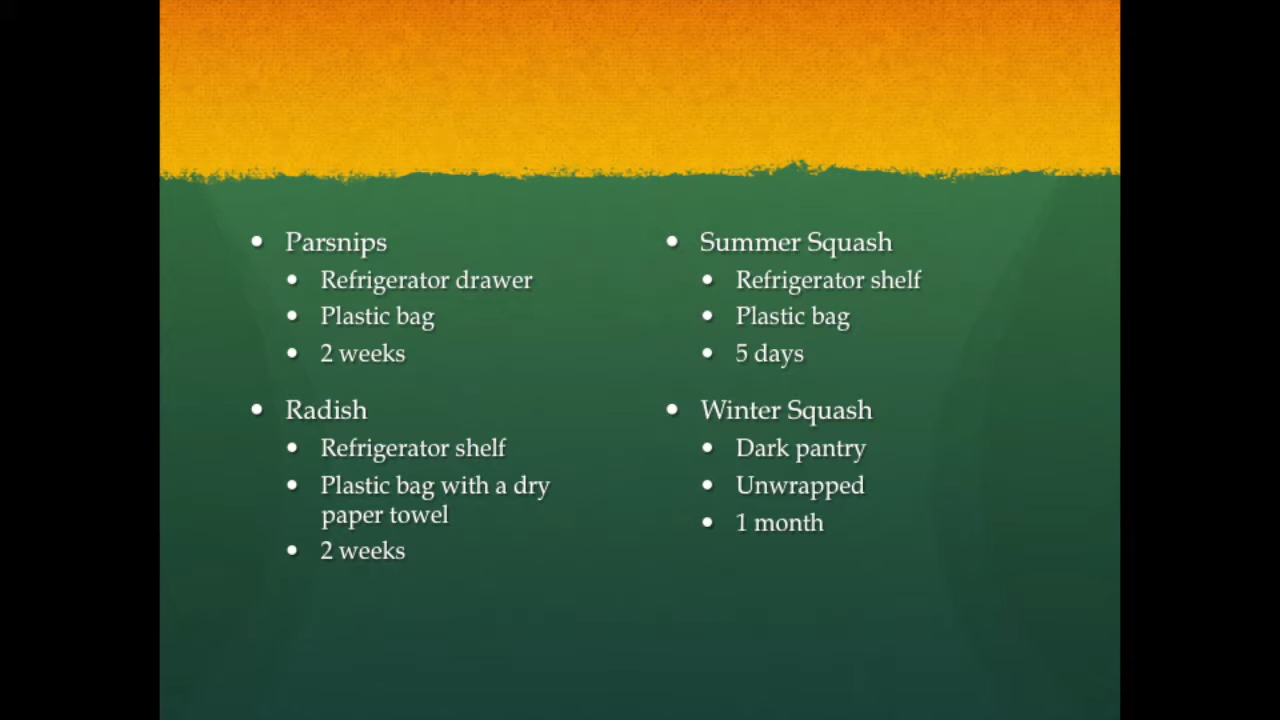 Parsnips
Refrigerator drawer
Plastic bag
2 weeks
Radish
Refrigerator shelf
Plastic bag with a dry
paper towel
2 weeks
Summer Squash
Refrigerator shelf
Plastic bag
5 days
Winter Squash
Dark pantry
Unwrapped
1 month